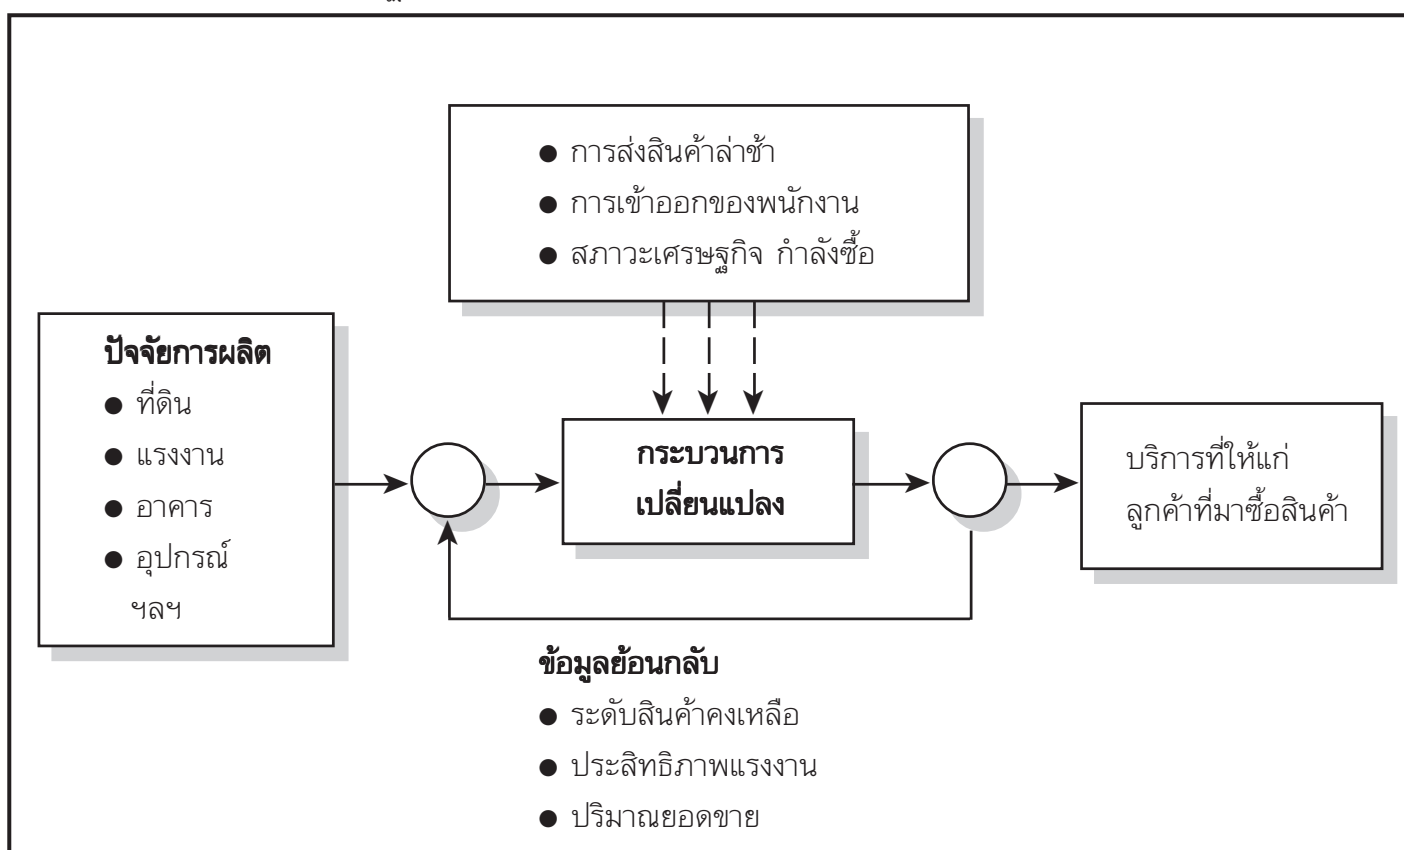 ● การส่งสินค้าล่าช้า
● การเข้าออกของพนักงาน
● สภาวะเศรษฐกิจ กำลังซื้อ
ปัจจัยการผลิต
● ที่ดิน
● แรงงาน
● อาคาร
● อุปกรณ์
ฯลฯ
กระบวนการ
เปลี่ยนแปลง
บริการที่ให้แก่
ลูกค้าที่มาซื้อสินค้า
ข้อมูลย้อนกลับ
● ระดับสินค้าคงเหลือ
● ประสิทธิภาพแรงงาน
● ปริมาณยอดขาย